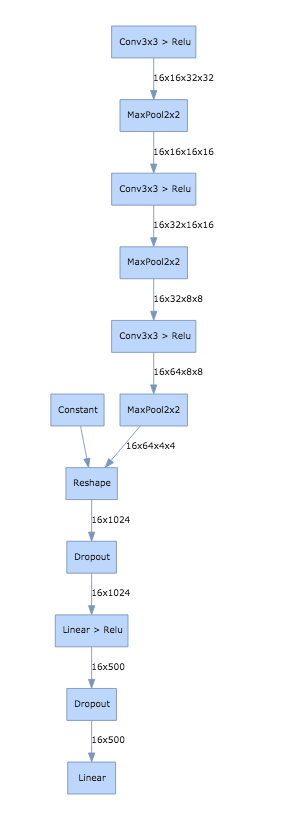 Conv3x3 > Relu
16x16x32x32
MaxPool2x2
16x16x16x16
Conv3x3 > Relu
16x32x16x16
MaxPool2x2
16x32x8x8
Conv3x3 > Relu
16x64x8x8
Constant
MaxPool2x2
16x64x4x4
Reshape
16x1024
Dropout
16x1024
Linear > Relu
16x500
Dropout
16x500
Linear